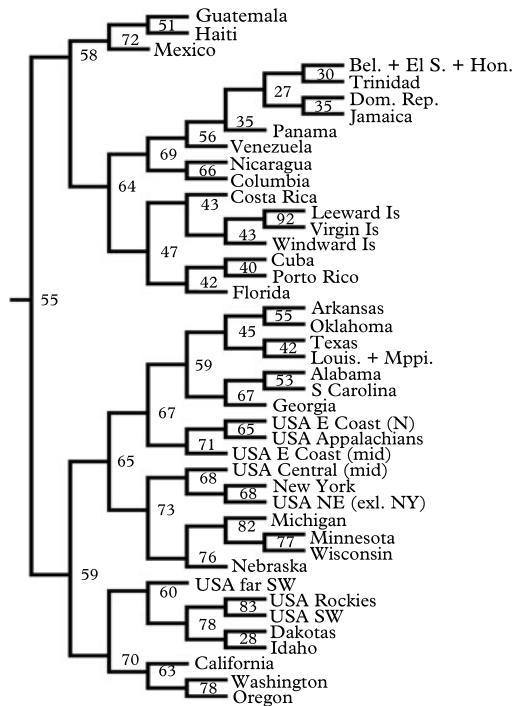 Guatemala
51
Haiti
72
58
Mexico
Bel. + El S. + Hon.
30
Trinidad
27
Dom. Rep.
35
Jamaica
35
Panama
56
Venezuela
69
Nicaragua
66
Columbia
64
Costa Rica
43
Leeward Is
92
Virgin Is
43
Windward Is
47
Cuba
40
Porto Rico
42
Florida
55
Arkansas
55
Oklahoma
45
Texas
42
Louis. + Mppi.
59
Alabama
53
S Carolina
67
Georgia
67
USA E Coast (N)
65
USA Appalachians
71
USA E Coast (mid)
65
USA Central (mid)
68
New York
68
USA NE (exl. NY)
73
Michigan
82
Minnesota
77
Wisconsin
76
Nebraska
59
USA far SW
60
USA Rockies
83
USA SW
78
Dakotas
28
Idaho
70
California
63
Washington
78
Oregon